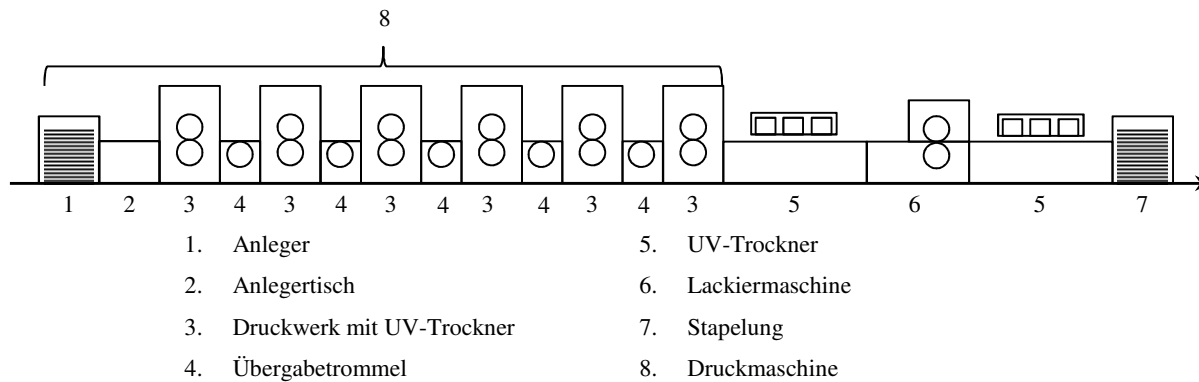 8
1 2 3 4 3 4 3 4 3 4 3 4 3 5 6 5 7
1. Anleger 5. UV-Trockner
2. Anlegertisch 6. Lackiermaschine
3. Druckwerk mit UV-Trockner 7. Stapelung
4. Übergabetrommel 8. Druckmaschine